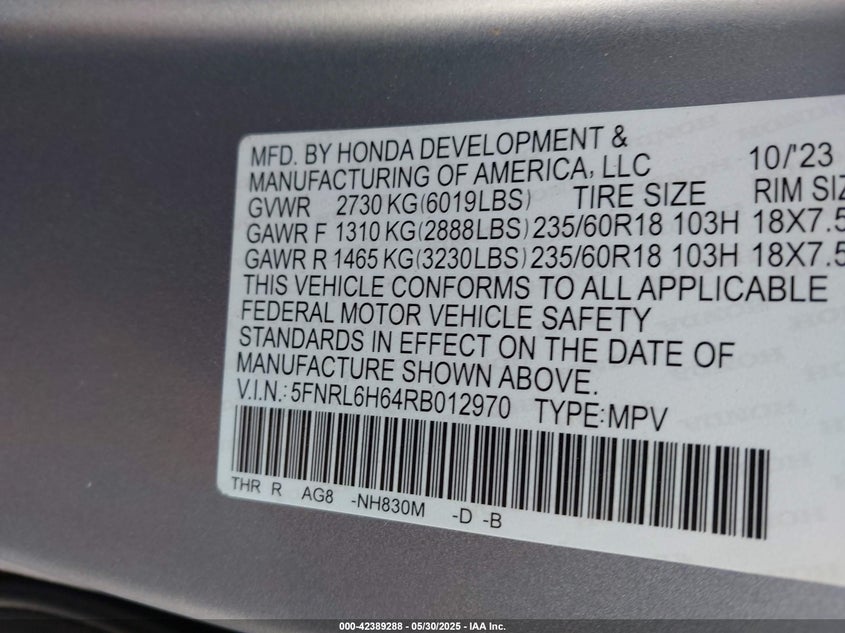 MFD. BY HONDA DEVELOPMENT &
MANUFACTURING OF AMERICA, LLC 10/'23
GVWR 2730 KG(6019LBS) TIRE SIZE RIM SIZ
GAWR F 1310 KG(2888LBS) 235/60R18 103H 18X7.5
GAWR R 1465 KG(3230LBS) 235/60R18 103H 18X7.5
THIS VEHICLE CONFORMS TO ALL APPLICABLE
FEDERAL MOTOR VEHICLE SAFETY
STANDARDS IN EFFECT ON THE DATE OF
MANUFACTURE SHOWN ABOVE.
V.I.N.: 5FNRL6H64RB012970 TYPE:MPV
THR R AG8 -NH830M -D -B
000-42389288 - 05/30/2025 - IAA Inc.